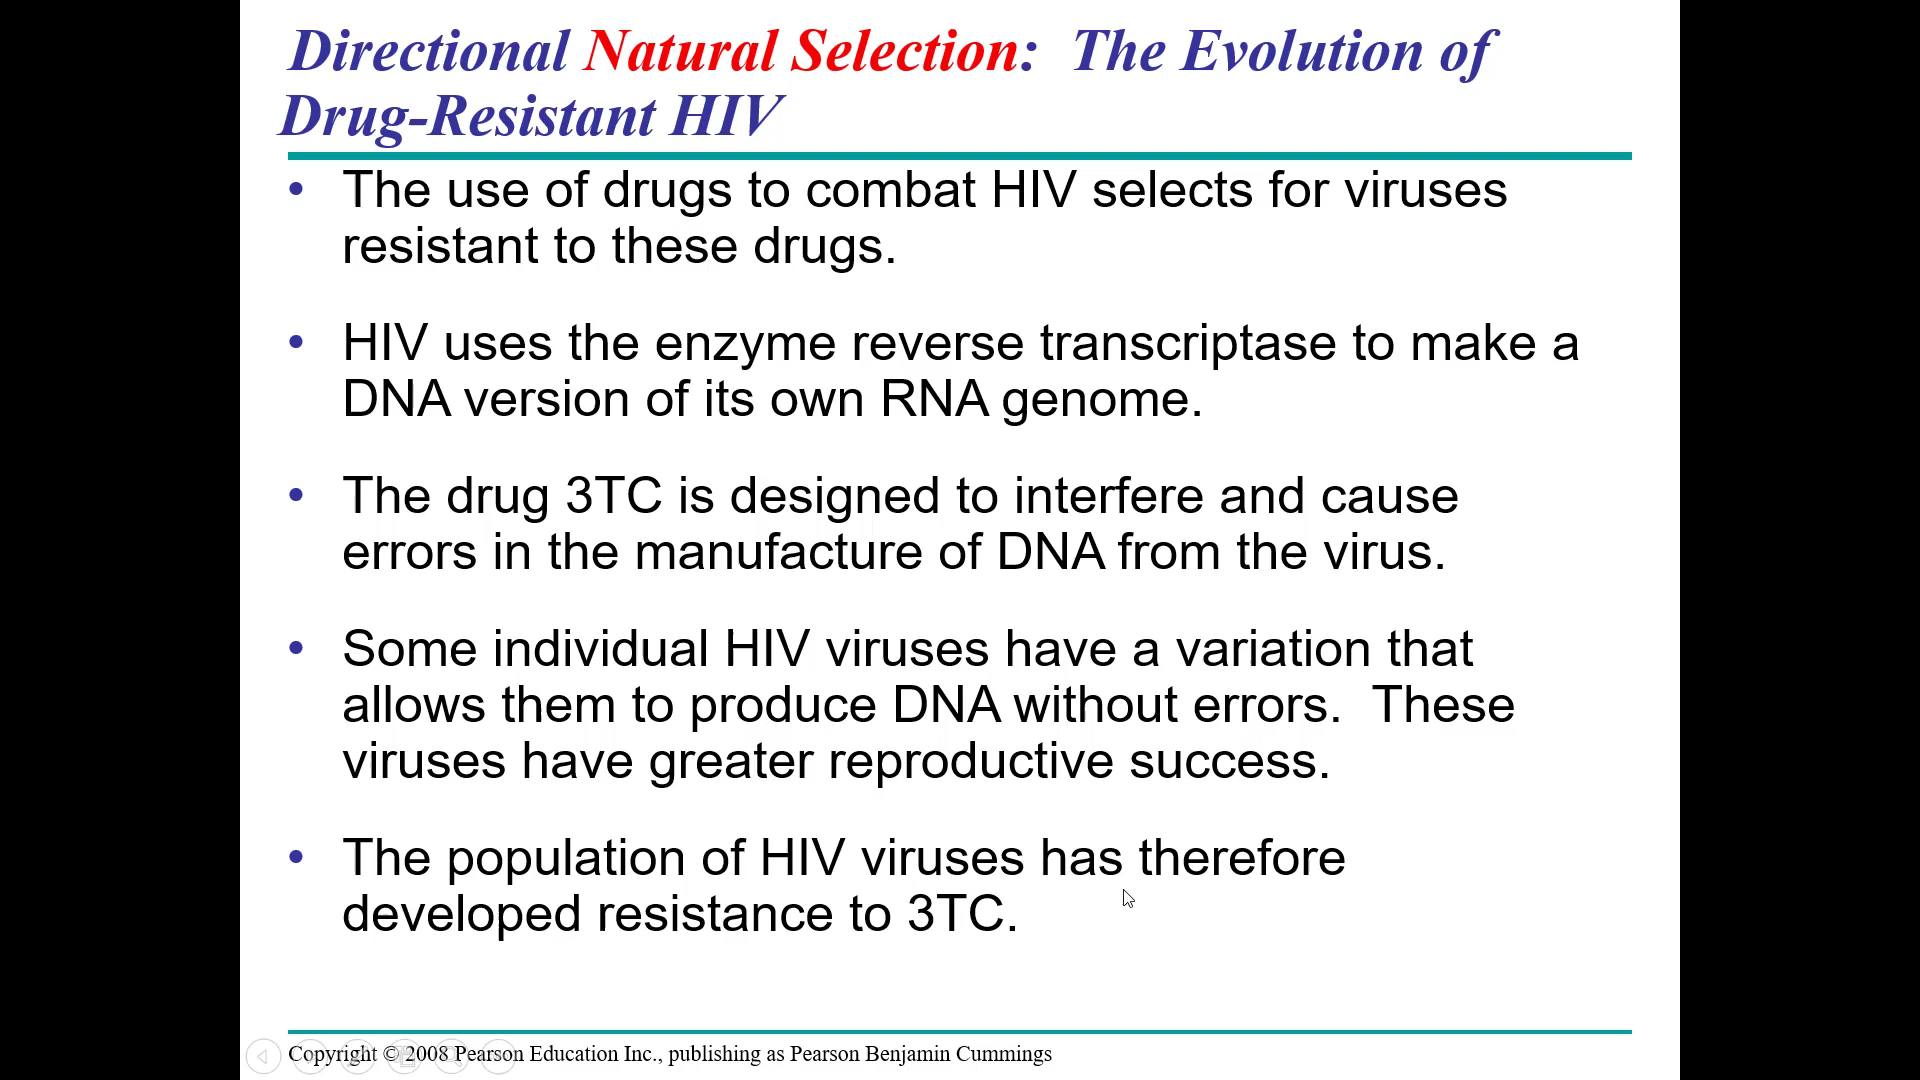 Directional Natural Selection: The Evolution of
Drug-Resistant HIV
• The use of drugs to combat HIV selects for viruses
resistant to these drugs.
• HIV uses the enzyme reverse transcriptase to make a
DNA version of its own RNA genome.
• The drug 3TC is designed to interfere and cause
errors in the manufacture of DNA from the virus.
• Some individual HIV viruses have a variation that
allows them to produce DNA without errors. These
viruses have greater reproductive success.
• The population of HIV viruses has therefore
developed resistance to 3TC.
Copyright © 2008 Pearson Education Inc., publishing as Pearson Benjamin Cummings